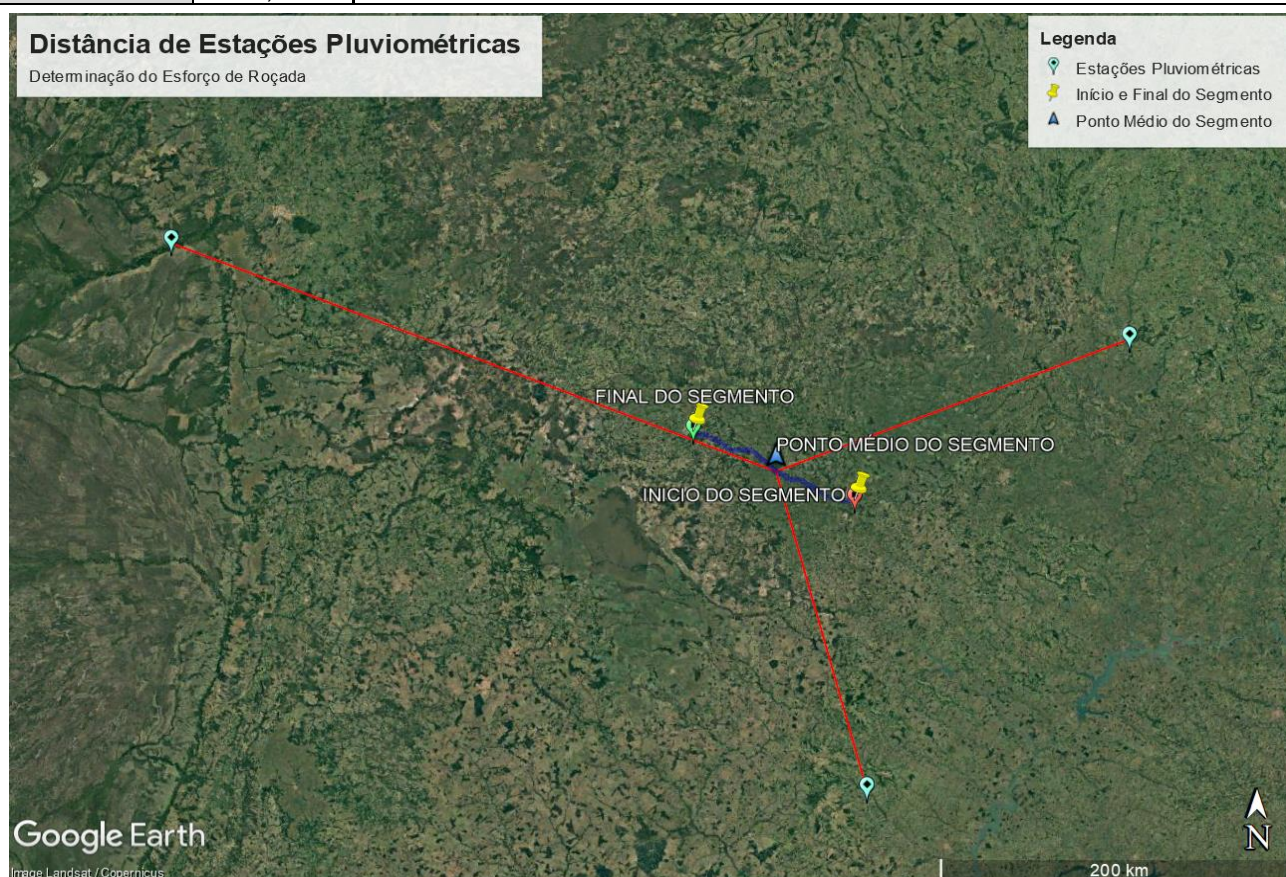 Distância de Estações Pluviométricas
Determinação do Esforço de Roçada
Legenda
Estações Pluviométricas
Início e Final do Segmento
Ponto Médio do Segmento
FINAL DO SEGMENTO
PONTO MÉDIO DO SEGMENTO
INÍCIO DO SEGMENTO
Google Earth
N
Image Landsat / Copernicus
200 km